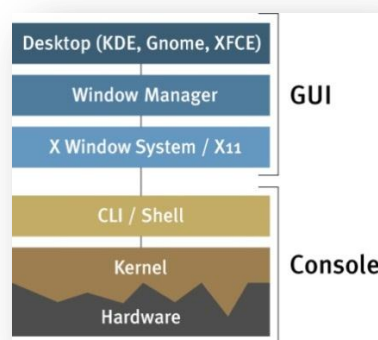 Desktop (KDE, Gnome, XFCE)
Window Manager
GUI
X Window System / X11
CLI / Shell
Kernel
Console
Hardware